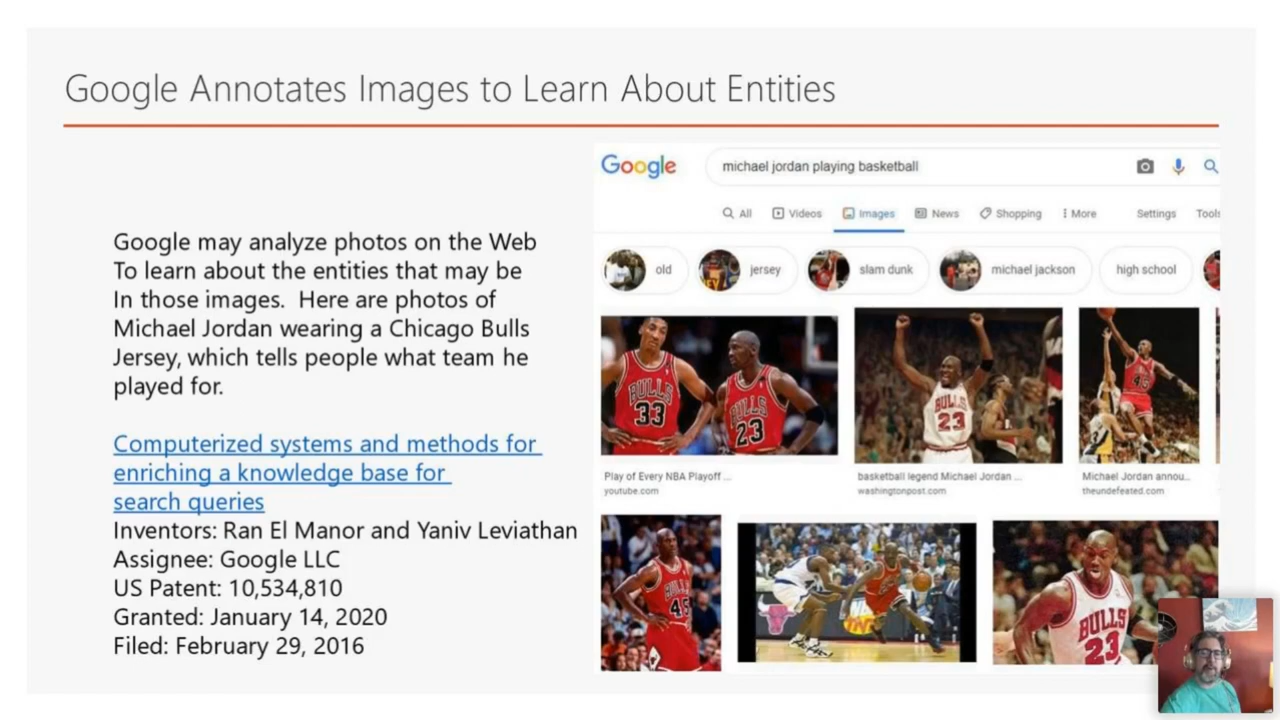 Google Annotates Images to Learn About Entities
Google may analyze photos on the Web
To learn about the entities that may be
In those images.  Here are photos of
Michael Jordan wearing a Chicago Bulls
Jersey, which tells people what team he
played for.
Computerized systems and methods for
enriching a knowledge base for
search queries
Inventors: Ran El Manor and Yaniv Leviathan
Assignee: Google LLC
US Patent: 10,534,810
Granted: January 14, 2020
Filed: February 29, 2016
Google
michael jordan playing basketball
All Videos Images News Shopping More Settings Tools
old jersey slam dunk michael jackson high school
BULLS
33
BULLS
23
BULLS
23
45
Play of Every NBA Playoff ...
youtube.com
basketball legend Michael Jordan ...
washingtonpost.com
Michael Jordan annou...
theundefeated.com
BULLS
45
BULLS
23